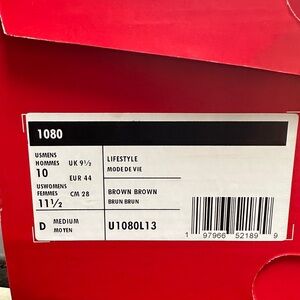 1080
USMENS
HOMMES UK 9½
10 EUR 44
USWOMENS
FEMMES CM 28
11½
LIFESTYLE
MODE DE VIE
BROWN BROWN
BRUN BRUN
D MEDIUM
MOYEN
U1080L13
1 97966 52189 9